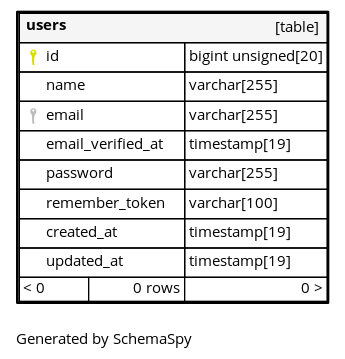 users [table]
id bigint unsigned[20]
name varchar[255]
email varchar[255]
email_verified_at timestamp[19]
password varchar[255]
remember_token varchar[100]
created_at timestamp[19]
updated_at timestamp[19]
< 0 0 rows 0 >
Generated by SchemaSpy